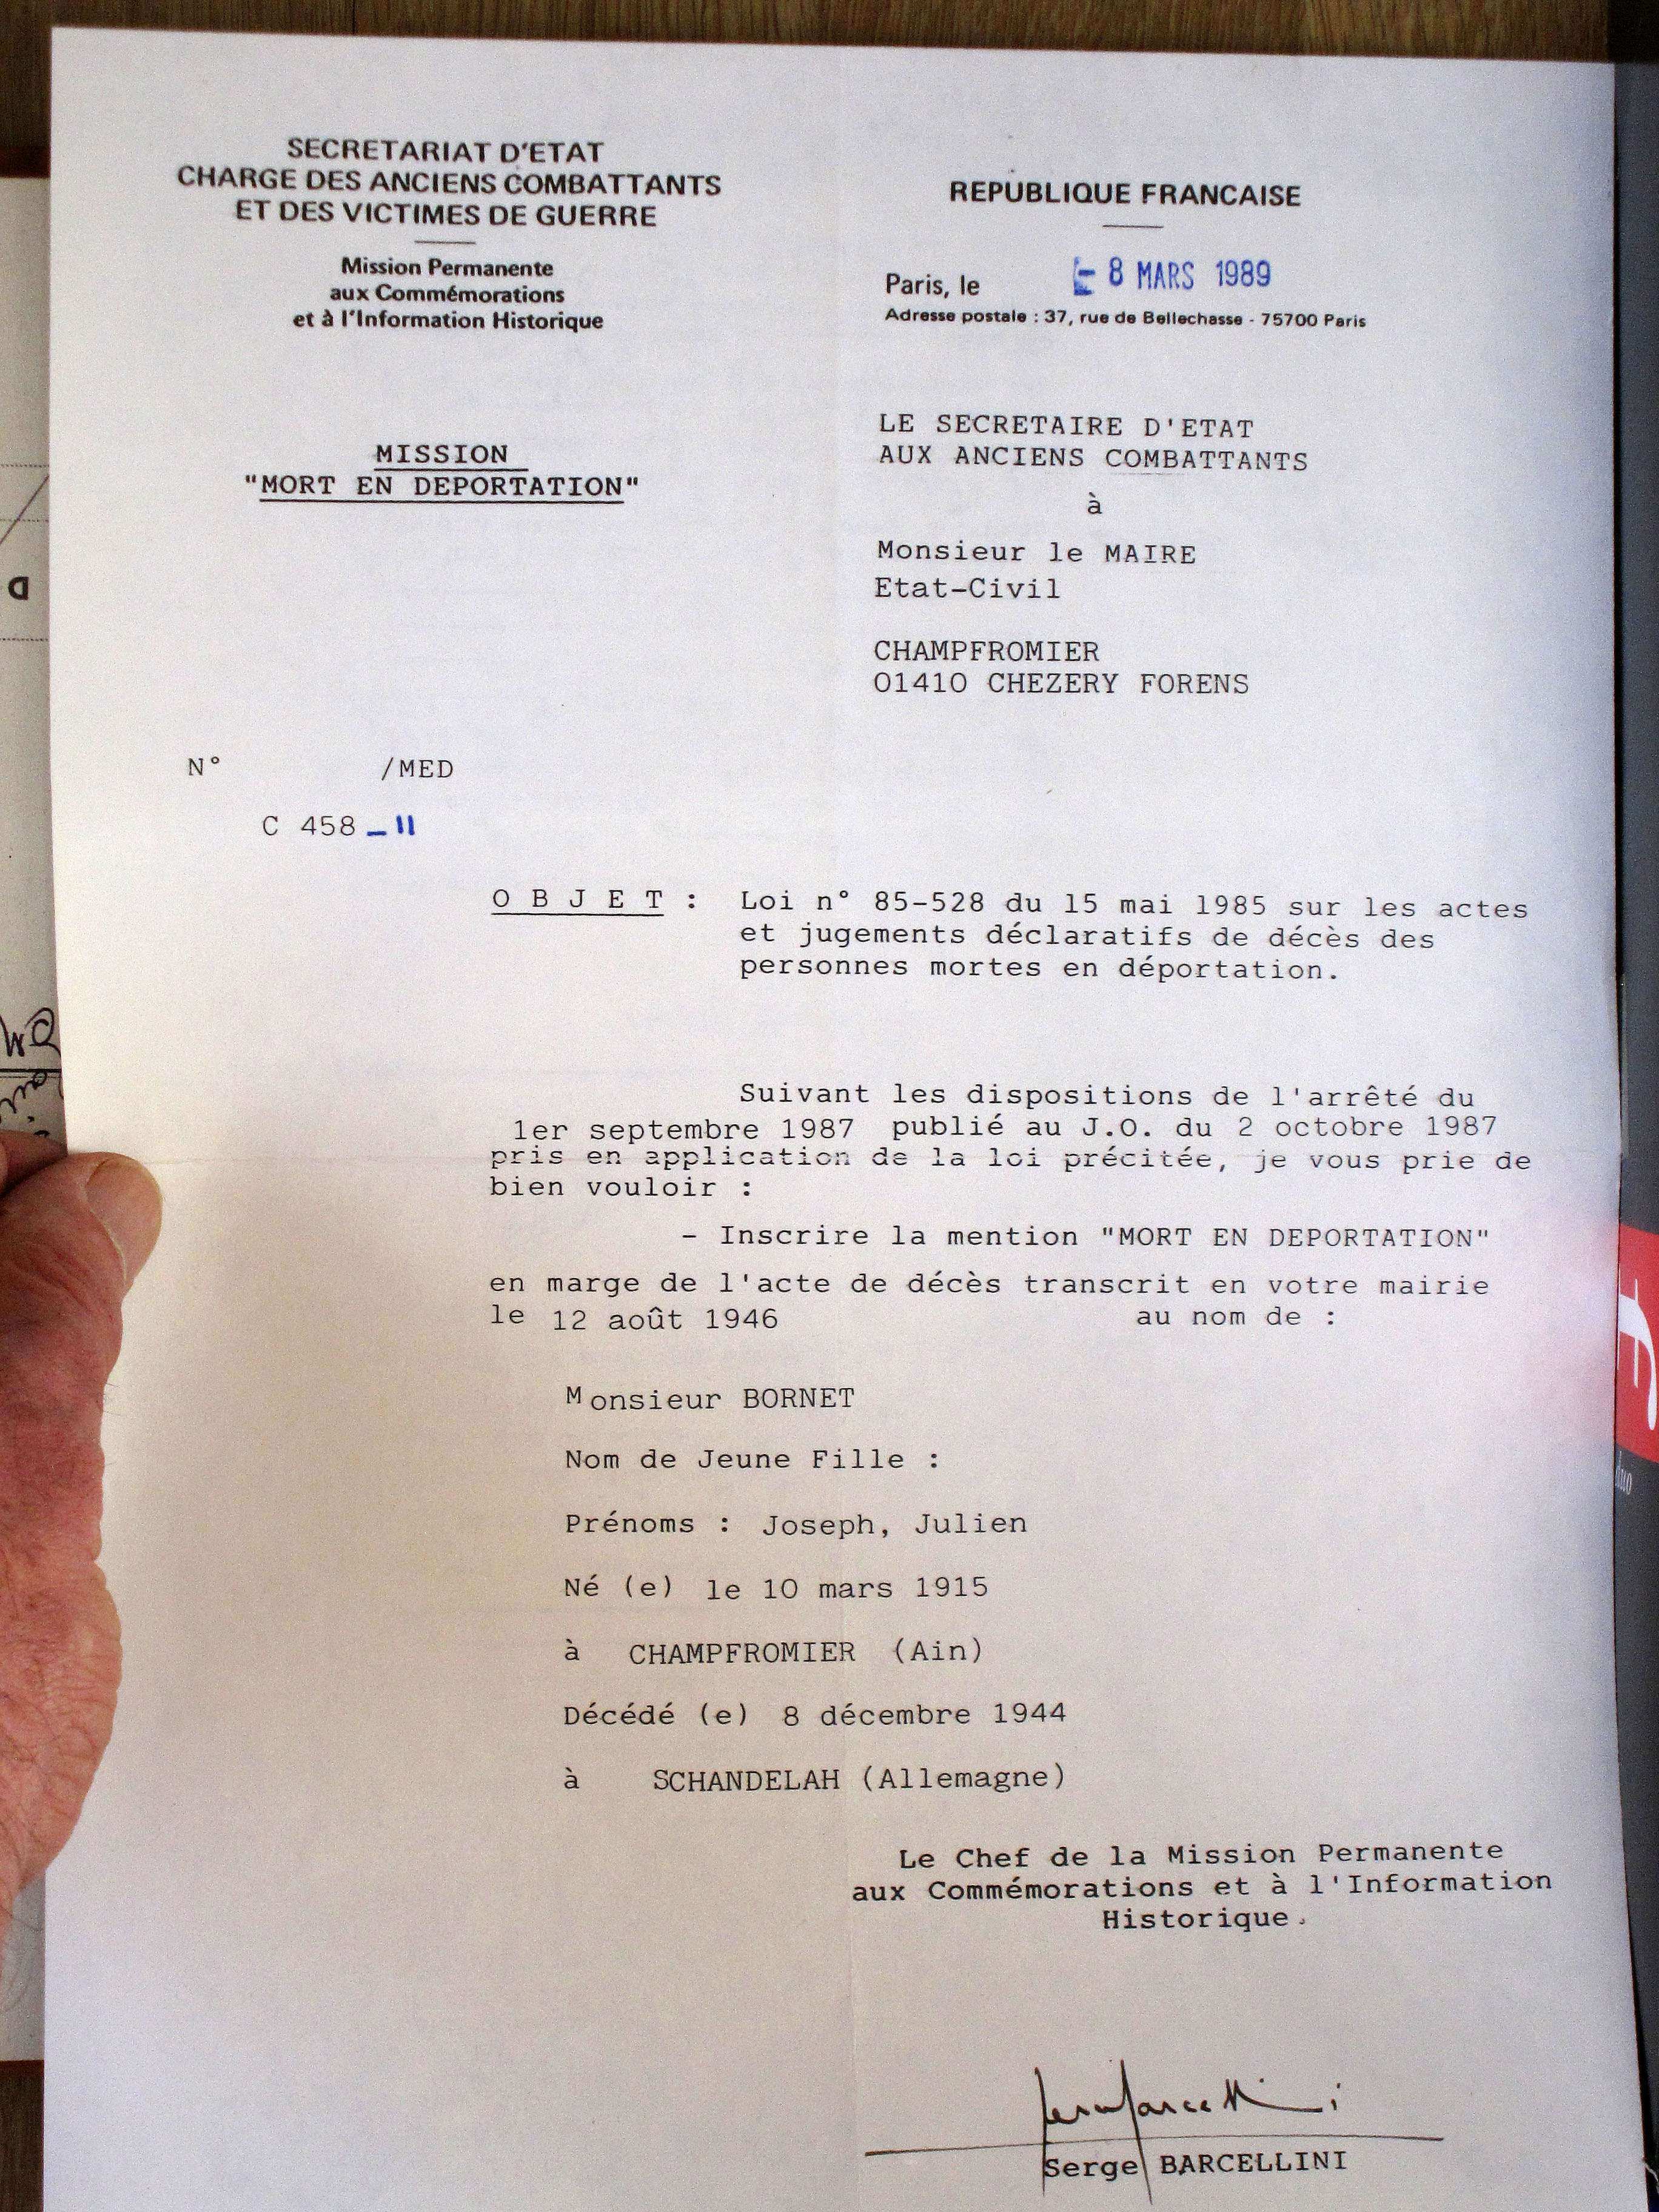 SECRETARIAT D'ETAT
CHARGE DES ANCIENS COMBATTANTS
ET DES VICTIMES DE GUERRE
Mission Permanente
aux Commémorations
et à l'Information Historique
REPUBLIQUE FRANCAISE
Paris, le - 8 MARS 1989
Adresse postale : 37, rue de Bellechasse - 75700 Paris
MISSION
"MORT EN DEPORTATION"
LE SECRETAIRE D'ETAT
AUX ANCIENS COMBATTANTS
à
Monsieur le MAIRE
Etat-Civil
CHAMPFROMIER
01410 CHEZERY FORENS
N° /MED
C 458 - 11
O B J E T : Loi n° 85-528 du 15 mai 1985 sur les actes
et jugements déclaratifs de décès des
personnes mortes en déportation.
Suivant les dispositions de l'arrêté du
1er septembre 1987 publié au J.O. du 2 octobre 1987
pris en application de la loi précitée, je vous prie de
bien vouloir :
- Inscrire la mention "MORT EN DEPORTATION"
en marge de l'acte de décès transcrit en votre mairie
le 12 août 1946 au nom de :
Monsieur BORNET
Nom de Jeune Fille :
Prénoms : Joseph, Julien
Né (e) le 10 mars 1915
à CHAMPFROMIER (Ain)
Décédé (e) 8 décembre 1944
à SCHANDELAH (Allemagne)
Le Chef de la Mission Permanente
aux Commémorations et à l'Information
Historique.
Serge BARCELLINI